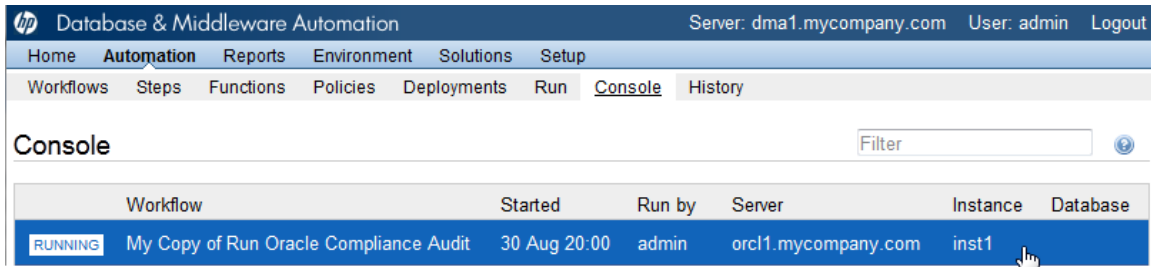 hp Database & Middleware Automation Server: dma1.mycompany.com User: admin Logout
Home Automation Reports Environment Solutions Setup
Workflows Steps Functions Policies Deployments Run Console History
Console Filter ?
Workflow Started Run by Server Instance Database
RUNNING My Copy of Run Oracle Compliance Audit 30 Aug 20:00 admin orcl1.mycompany.com inst1